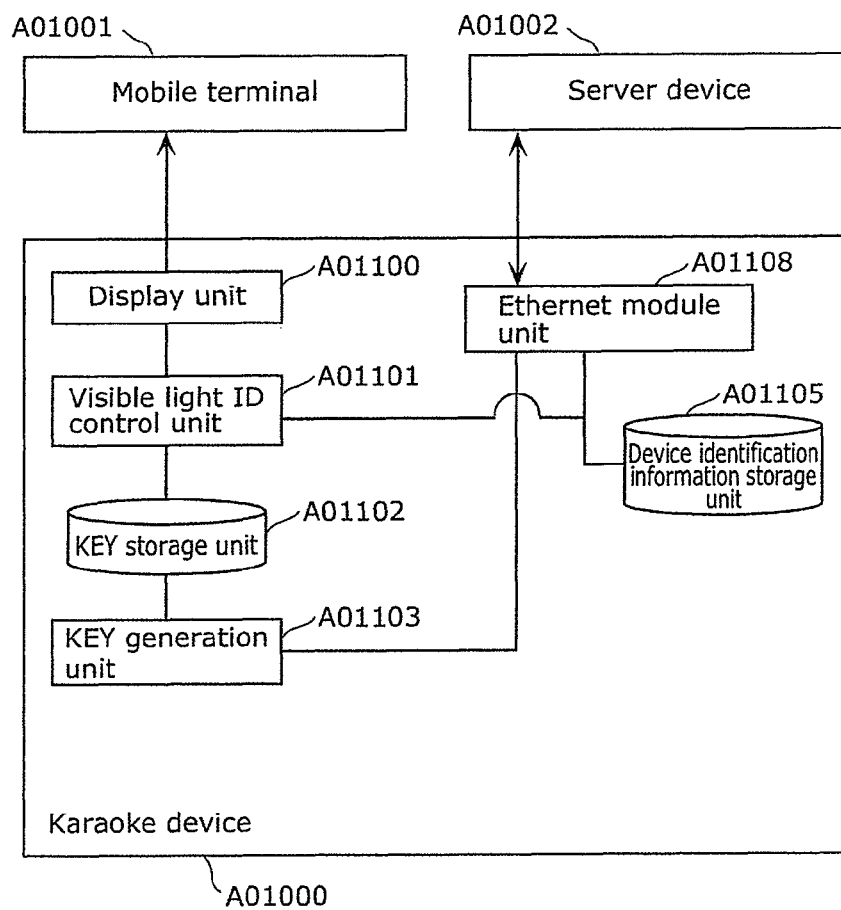 A01001
A01002
Mobile terminal
Server device
A01100
Display unit
A01108
Ethernet module
unit
A01101
Visible light ID
control unit
A01105
Device identification
information storage
unit
A01102
KEY storage unit
A01103
KEY generation
unit
Karaoke device
A01000